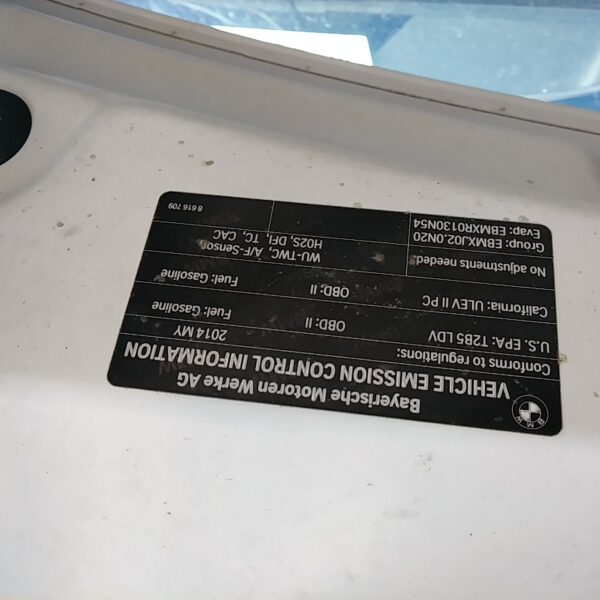 BMW
Bayerische Motoren Werke AG
VEHICLE EMISSION CONTROL INFORMATION
Conforms to regulations: 2014 MY
U.S. EPA: T2B5 LDV OBD: II Fuel: Gasoline
California: ULEV II PC OBD: II Fuel: Gasoline
No adjustments needed. WU-TWC, A/F-Sensor
HO2S, DFI, TC, CAC
Group: EBMXJ02.0N20
Evap: EBMXR0130N54
8 616 709